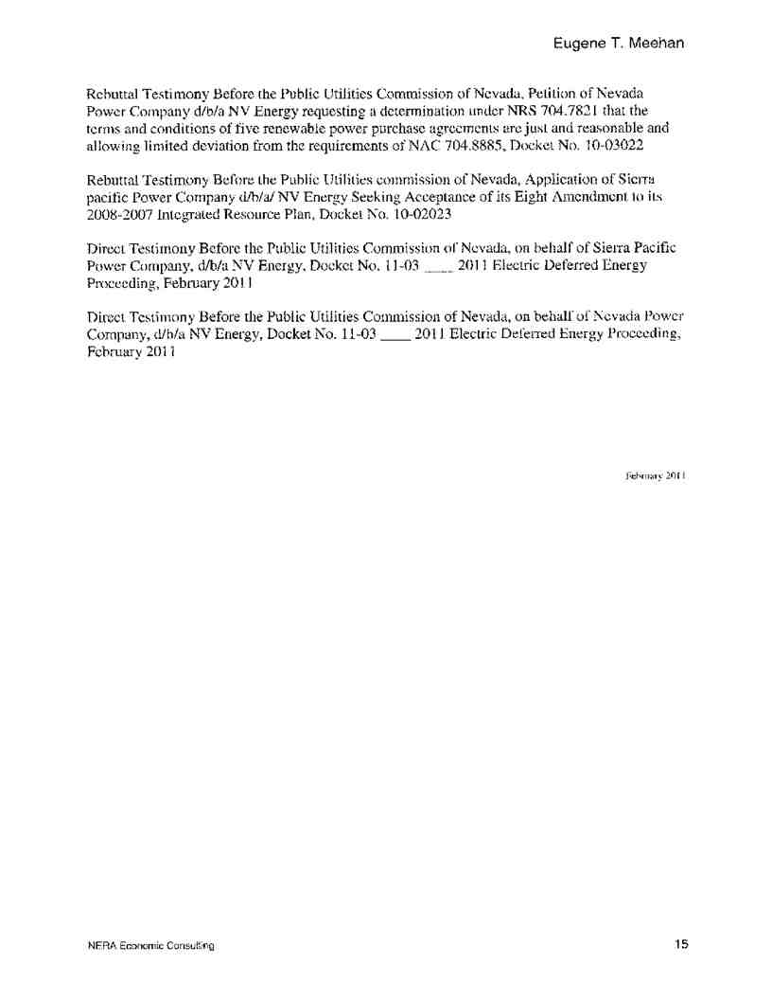 Eugene T. Meehan
Rebuttal Testimony Before the Public Utilities Commission of Nevada, Petition of Nevada
Power Company d/b/a NV Energy requesting a determination under NRS 704.7821 that the
terms and conditions of five renewable power purchase agreements are just and reasonable and
allowing limited deviation from the requirements of NAC 704.8885, Docket No. 10-03022
Rebuttal Testimony Before the Public Utilities commission of Nevada, Application of Sierra
pacific Power Company d/b/a/ NV Energy Seeking Acceptance of its Eight Amendment to its
2008-2007 Integrated Resource Plan, Docket No. 10-02023
Direct Testimony Before the Public Utilities Commission of Nevada, on behalf of Sierra Pacific
Power Company, d/b/a NV Energy, Docket No. 11-03 ____ 2011 Electric Deferred Energy
Proceeding, February 2011
Direct Testimony Before the Public Utilities Commission of Nevada, on behalf of Nevada Power
Company, d/b/a NV Energy, Docket No. 11-03 ____ 2011 Electric Deferred Energy Proceeding,
February 2011
February 2011
NERA Economic Consulting 15